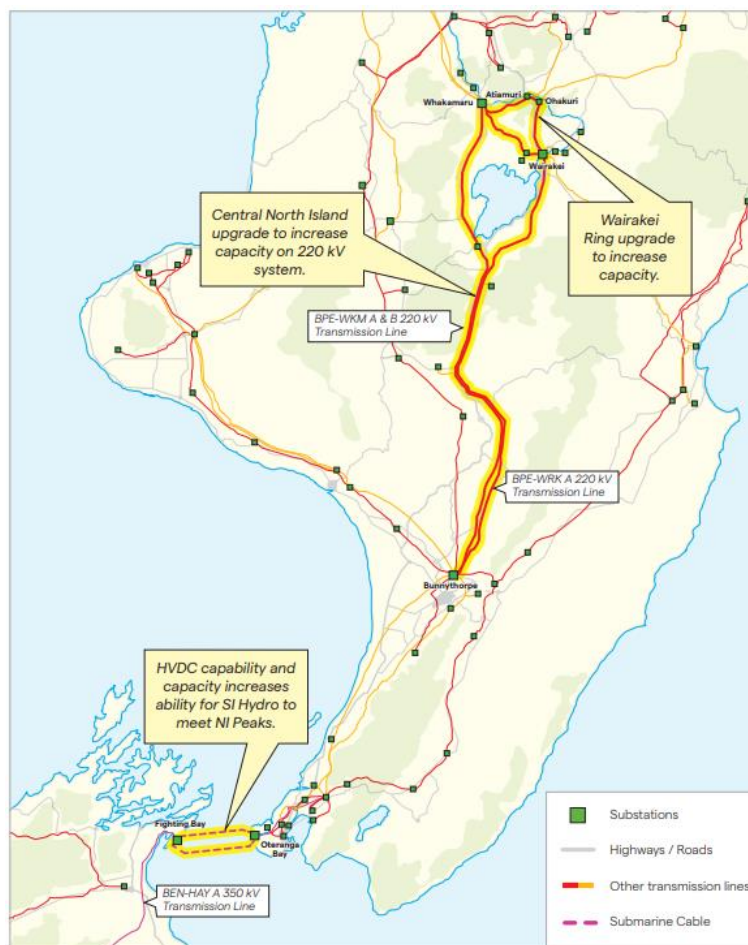 Atiamuri
Whakamaru
Ohakuri
Wairakei
Central North Island
upgrade to increase
capacity on 220 kV
system.
Wairakei
Ring upgrade
to increase
capacity.
BPE-WKM A & B 220 kV
Transmission Line
BPE-WRK A 220 kV
Transmission Line
Bunnythorpe
HVDC capability and
capacity increases
ability for SI Hydro to
meet NI Peaks.
Fighting Bay
Oteranga
Bay
BEN-HAY A 350 kV
Transmission Line
Substations
Highways / Roads
Other transmission lines
Submarine Cable